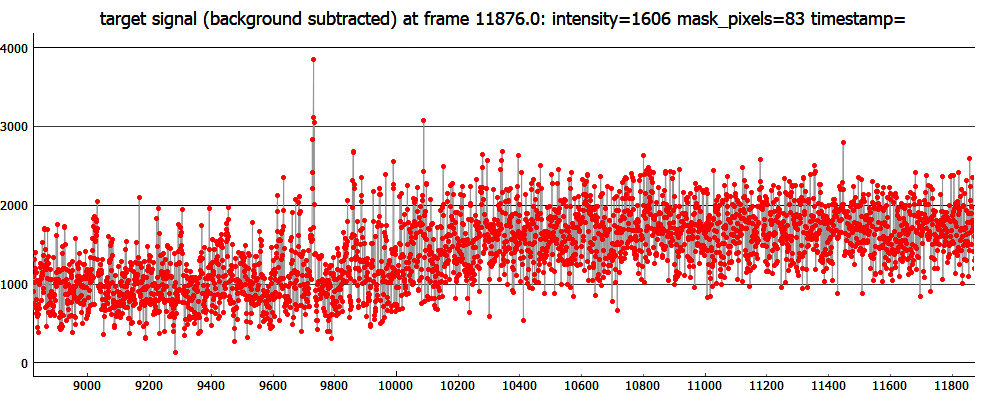 target signal (background subtracted) at frame 11876.0: intensity=1606 mask_pixels=83 timestamp=
4000
3000
2000
1000
0
9000 9200 9400 9600 9800 10000 10200 10400 10600 10800 11000 11200 11400 11600 11800